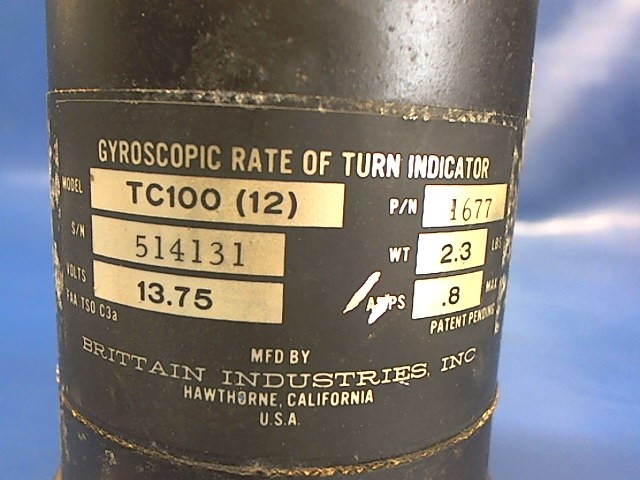 GYROSCOPIC RATE OF TURN INDICATOR
MODEL TC100 (12) P/N 1677
S/N 514131 WT 2.3 LBS
VOLTS 13.75 AMPS .8 MAX
FAA TSO C3a PATENT PENDING
MFD BY
BRITTAIN INDUSTRIES, INC
HAWTHORNE, CALIFORNIA
U.S.A.